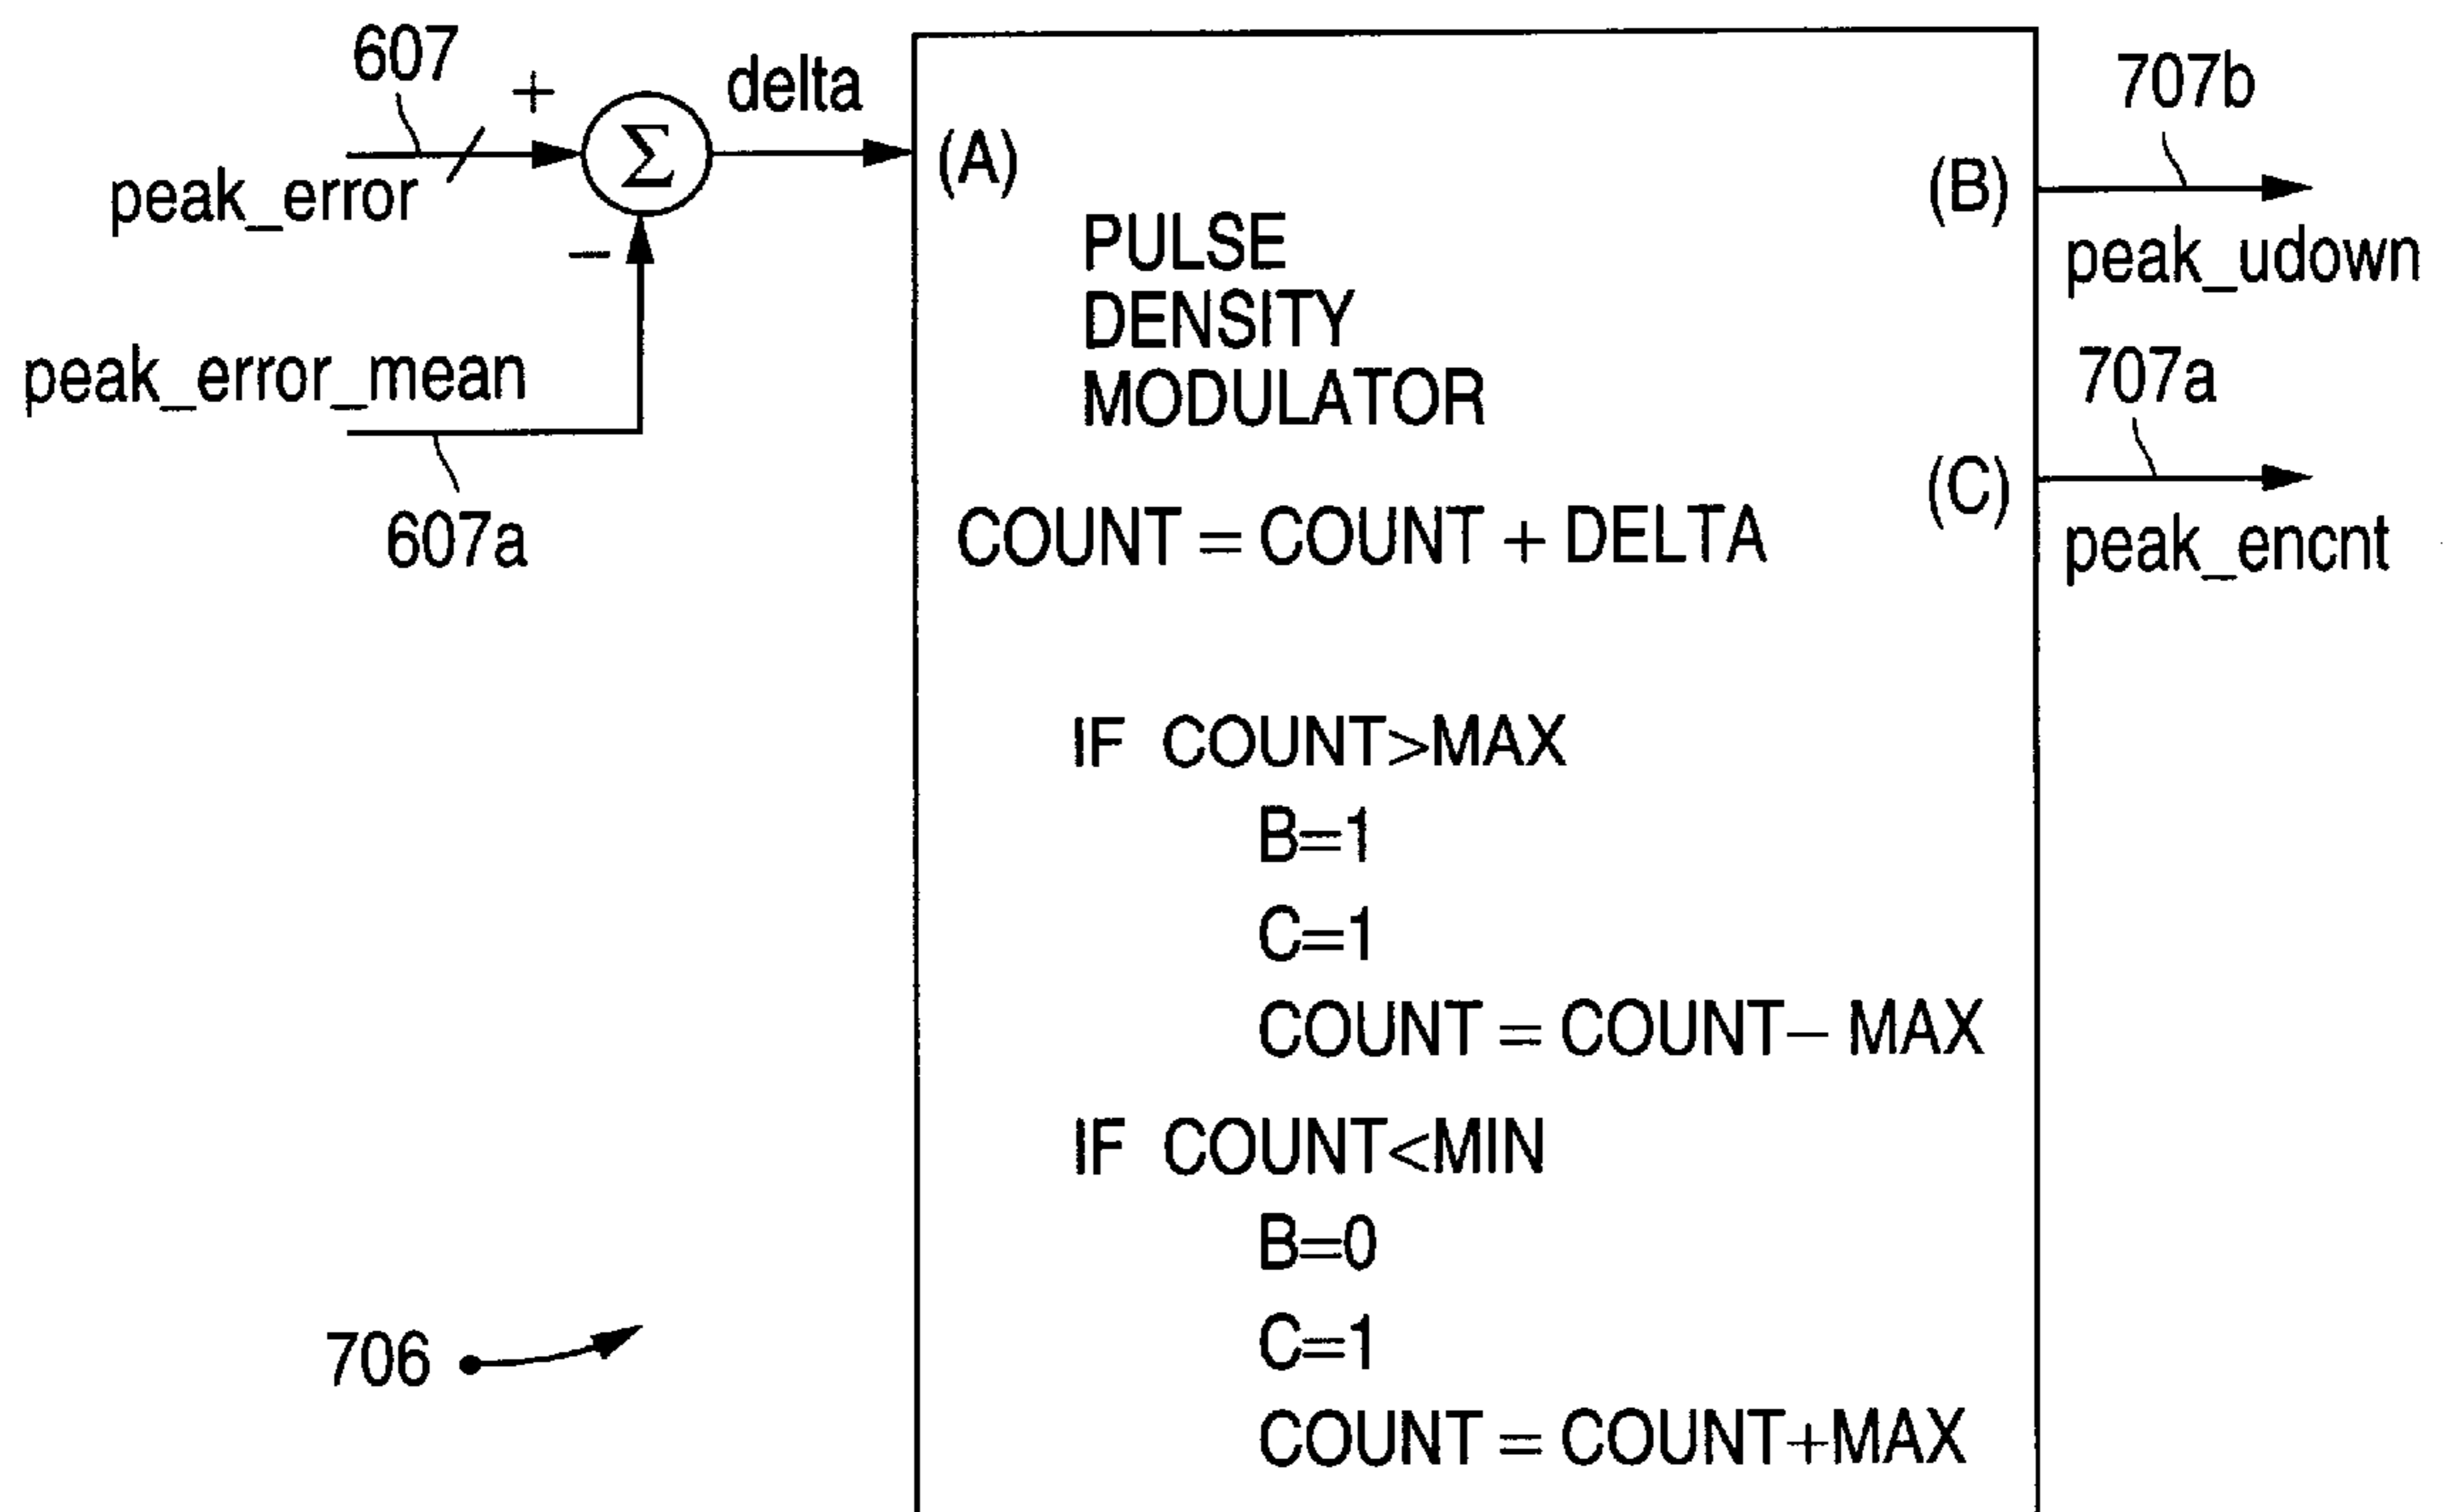 607
+
delta
peak_error
Σ
−
peak_error_mean
607a
(A)
PULSE
DENSITY
MODULATOR
COUNT = COUNT + DELTA
IF COUNT>MAX
B=1
C=1
COUNT = COUNT− MAX
IF COUNT<MIN
B=0
C=1
COUNT = COUNT+MAX
(B)
707b
peak_udown
707a
(C)
peak_encnt
706